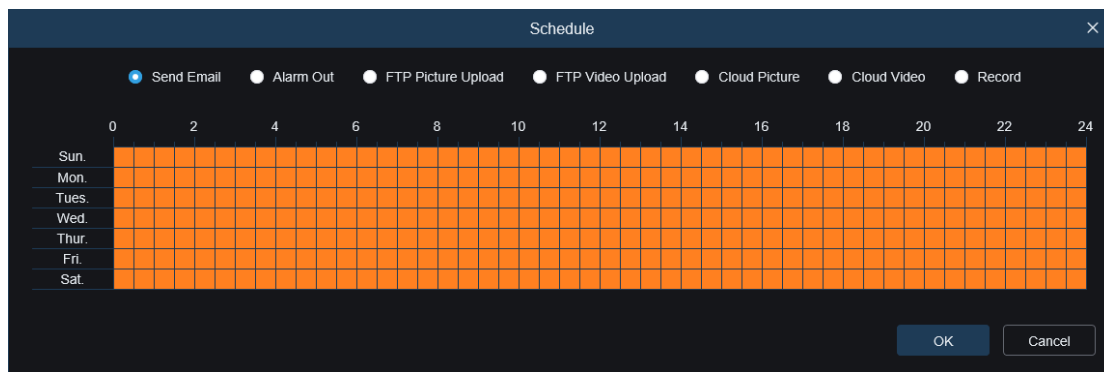 Schedule
Send Email Alarm Out FTP Picture Upload FTP Video Upload Cloud Picture Cloud Video Record
0 2 4 6 8 10 12 14 16 18 20 22 24
Sun.
Mon.
Tues.
Wed.
Thur.
Fri.
Sat.
OK Cancel